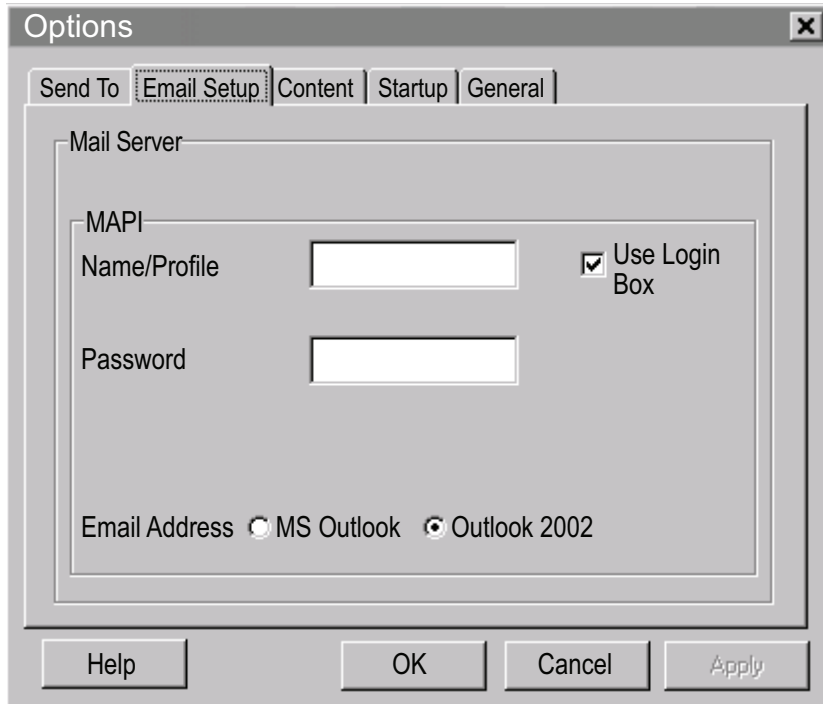 Options
Send To Email Setup Content Startup General
Mail Server
MAPI
Name/Profile
Use Login
Box
Password
Email Address MS Outlook Outlook 2002
Help OK Cancel Apply